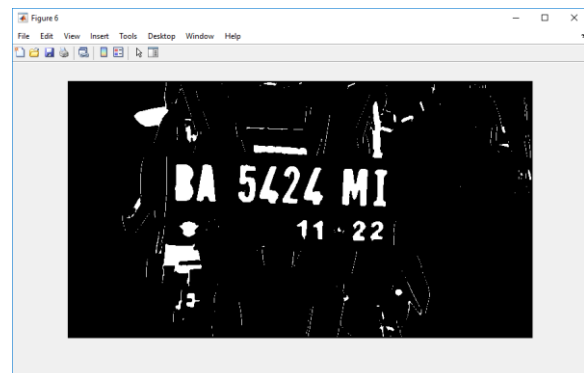 Figure 6
File Edit View Insert Tools Desktop Window Help
BA 5424 MI
11 - 22